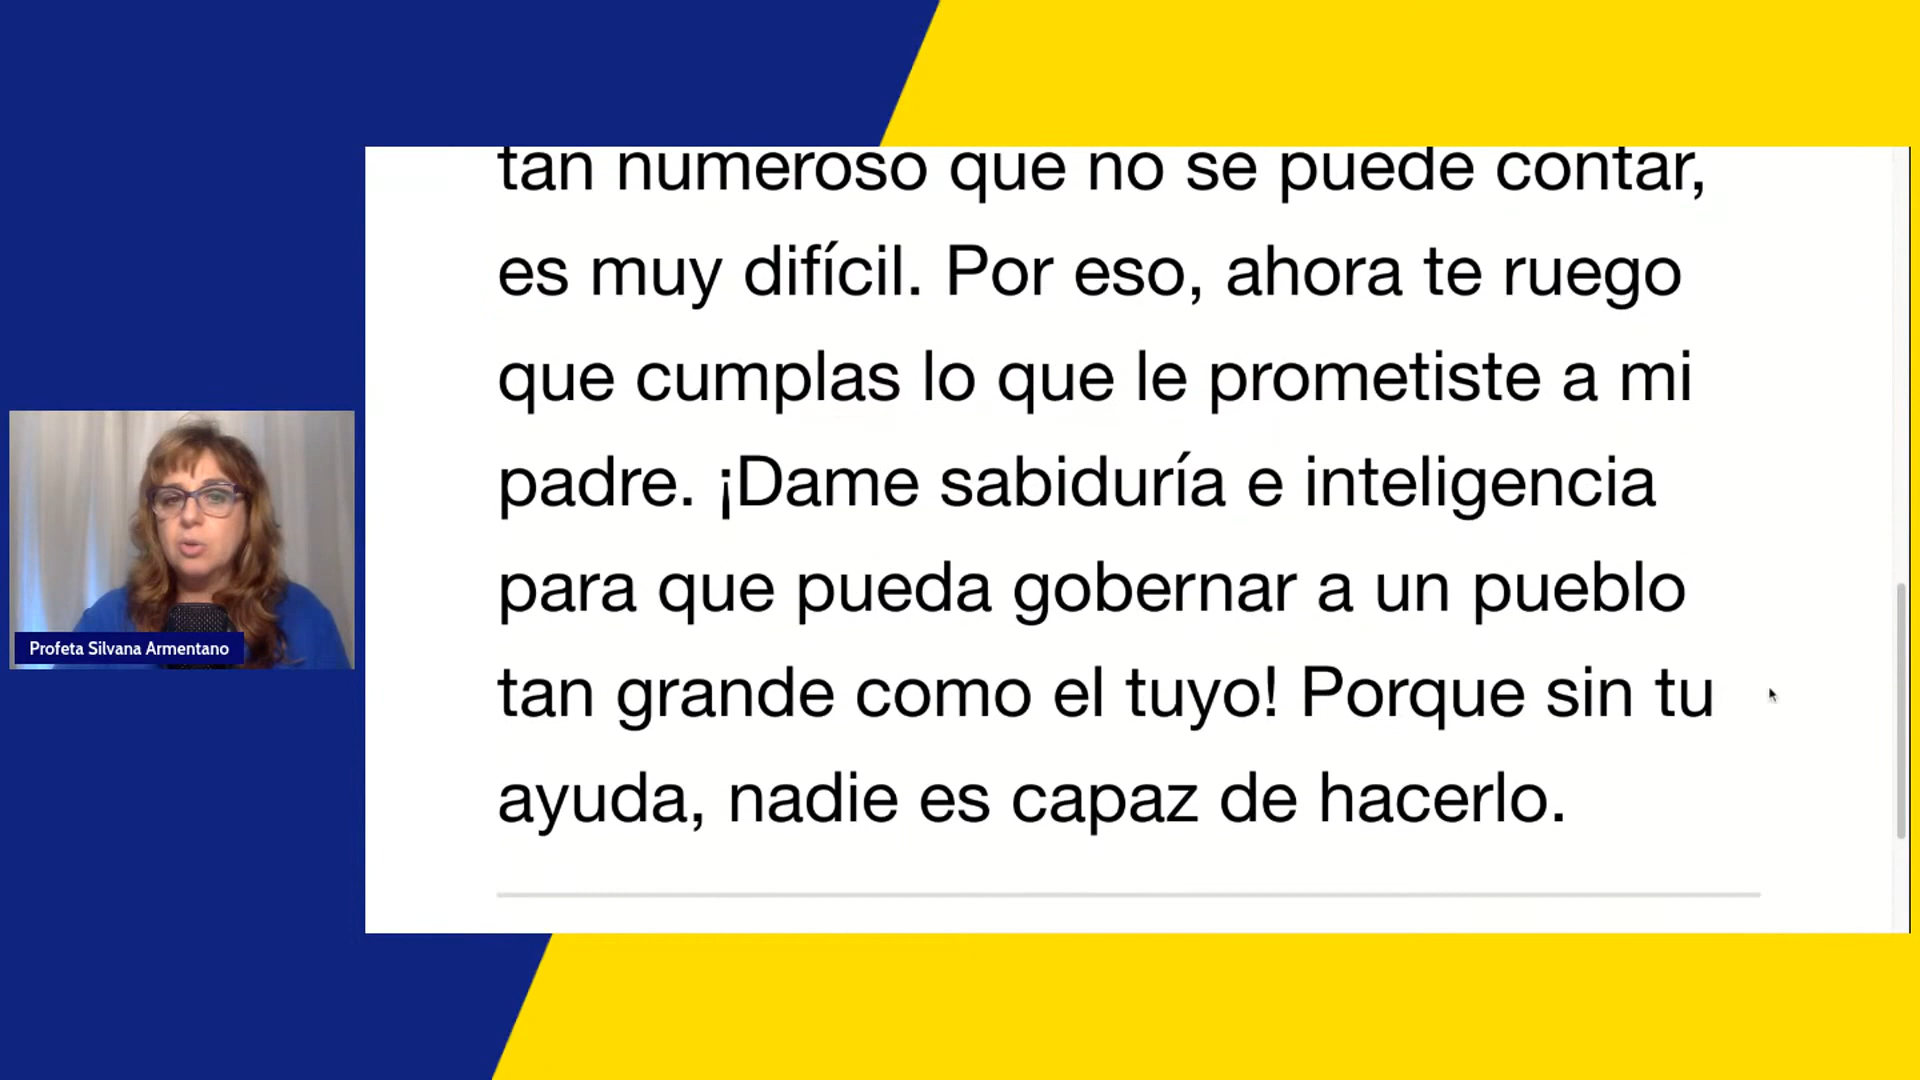 tan numeroso que no se puede contar,
es muy difícil. Por eso, ahora te ruego
que cumplas lo que le prometiste a mi
padre. ¡Dame sabiduría e inteligencia
para que pueda gobernar a un pueblo
tan grande como el tuyo! Porque sin tu
ayuda, nadie es capaz de hacerlo.
Profeta Silvana Armentano